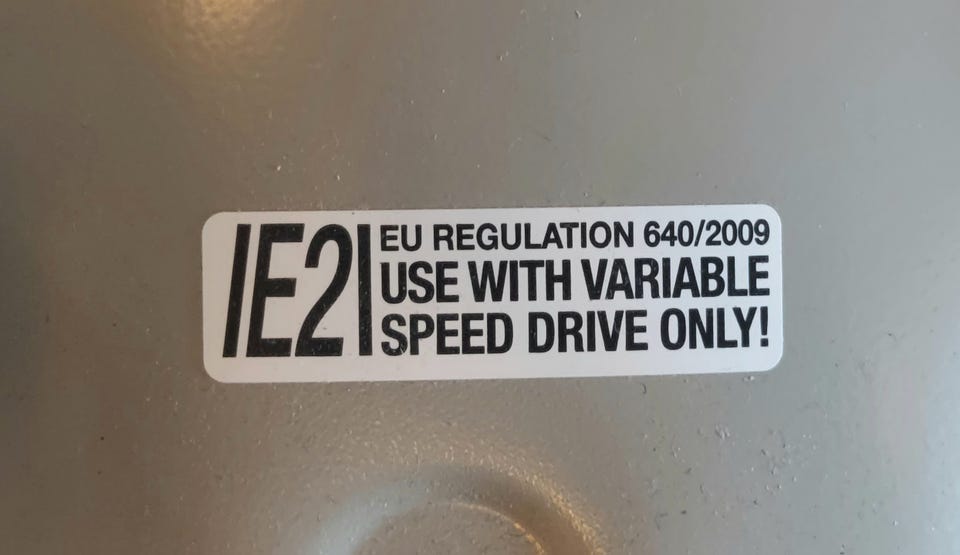 IE2
EU REGULATION 640/2009
USE WITH VARIABLE
SPEED DRIVE ONLY!